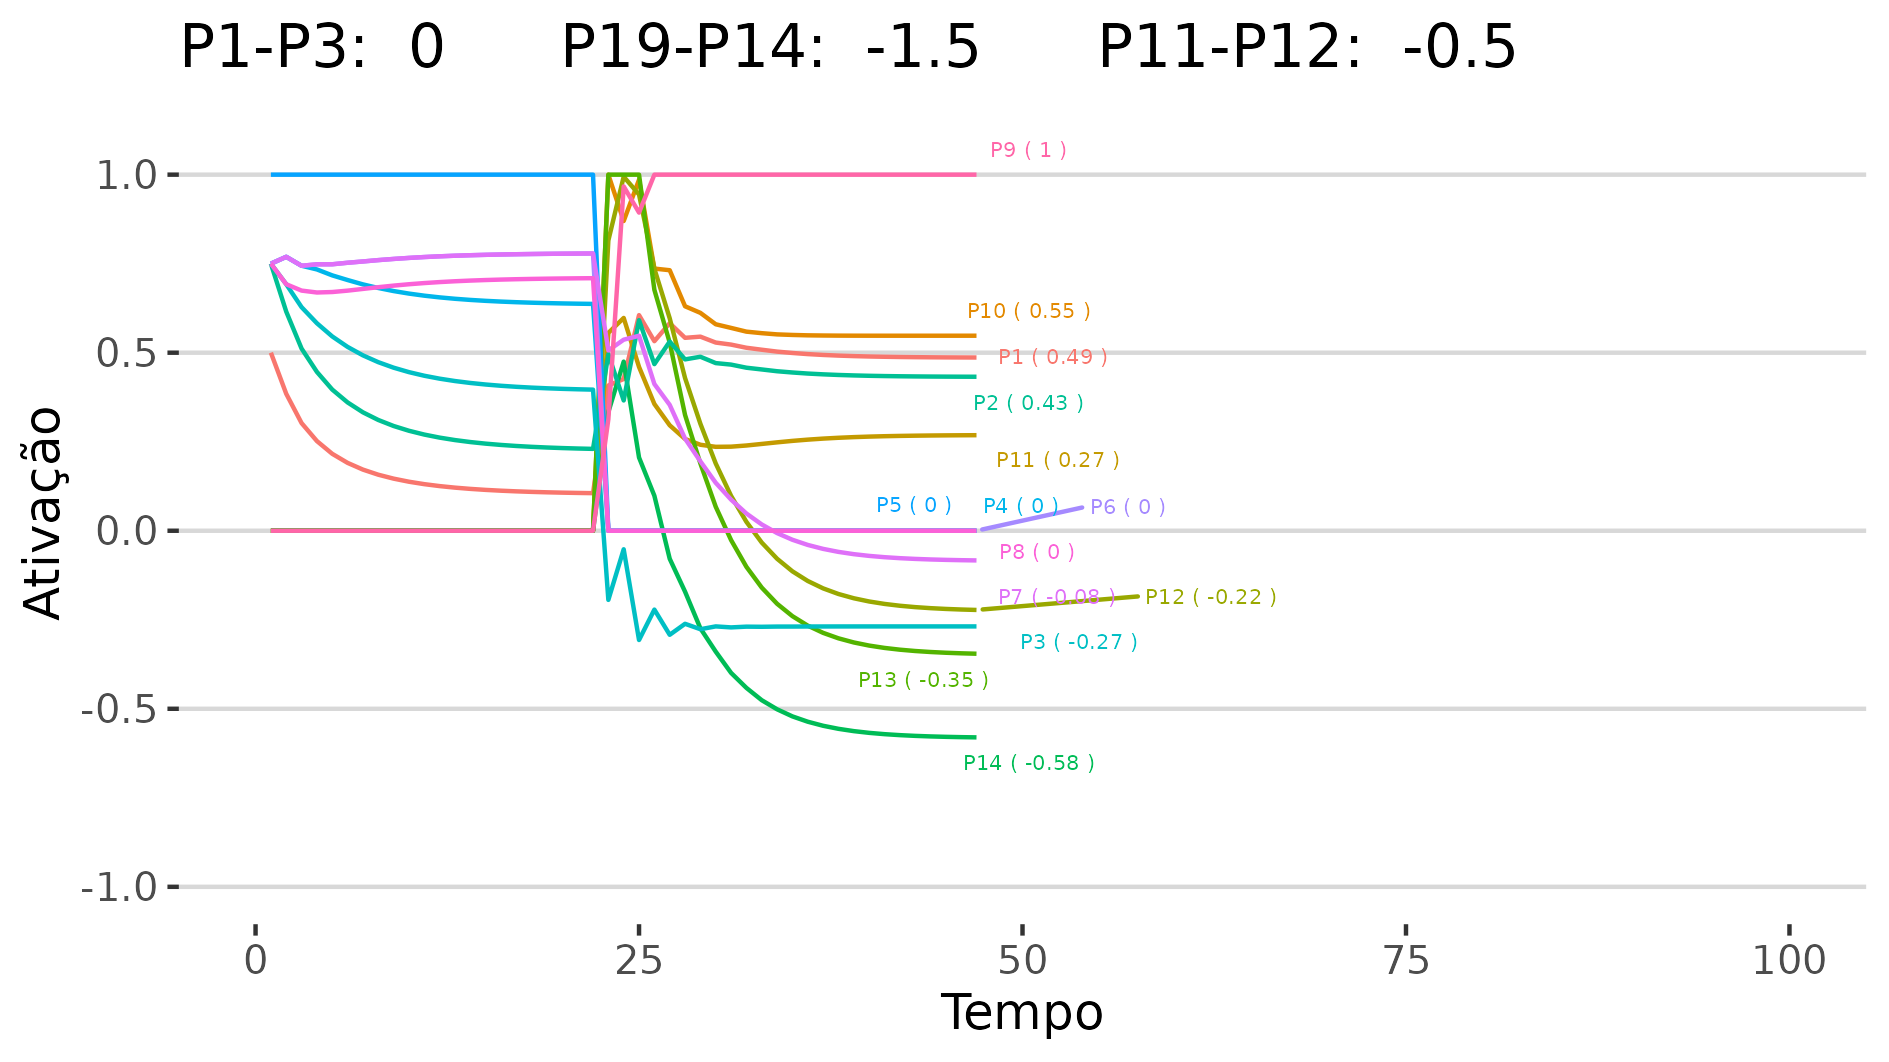 P1-P3:  0     P19-P14:  -1.5     P11-P12:  -0.5
P9 ( 1 )
1.0
P10 ( 0.55 )
0.5
P1 ( 0.49 )
P2 ( 0.43 )
P11 ( 0.27 )
P5 ( 0 ) P4 ( 0 ) P6 ( 0 )
0.0
P8 ( 0 )
P7 ( -0.08 ) P12 ( -0.22 )
P3 ( -0.27 )
P13 ( -0.35 )
-0.5
P14 ( -0.58 )
-1.0
Ativação
0 25 50 75 100
Tempo